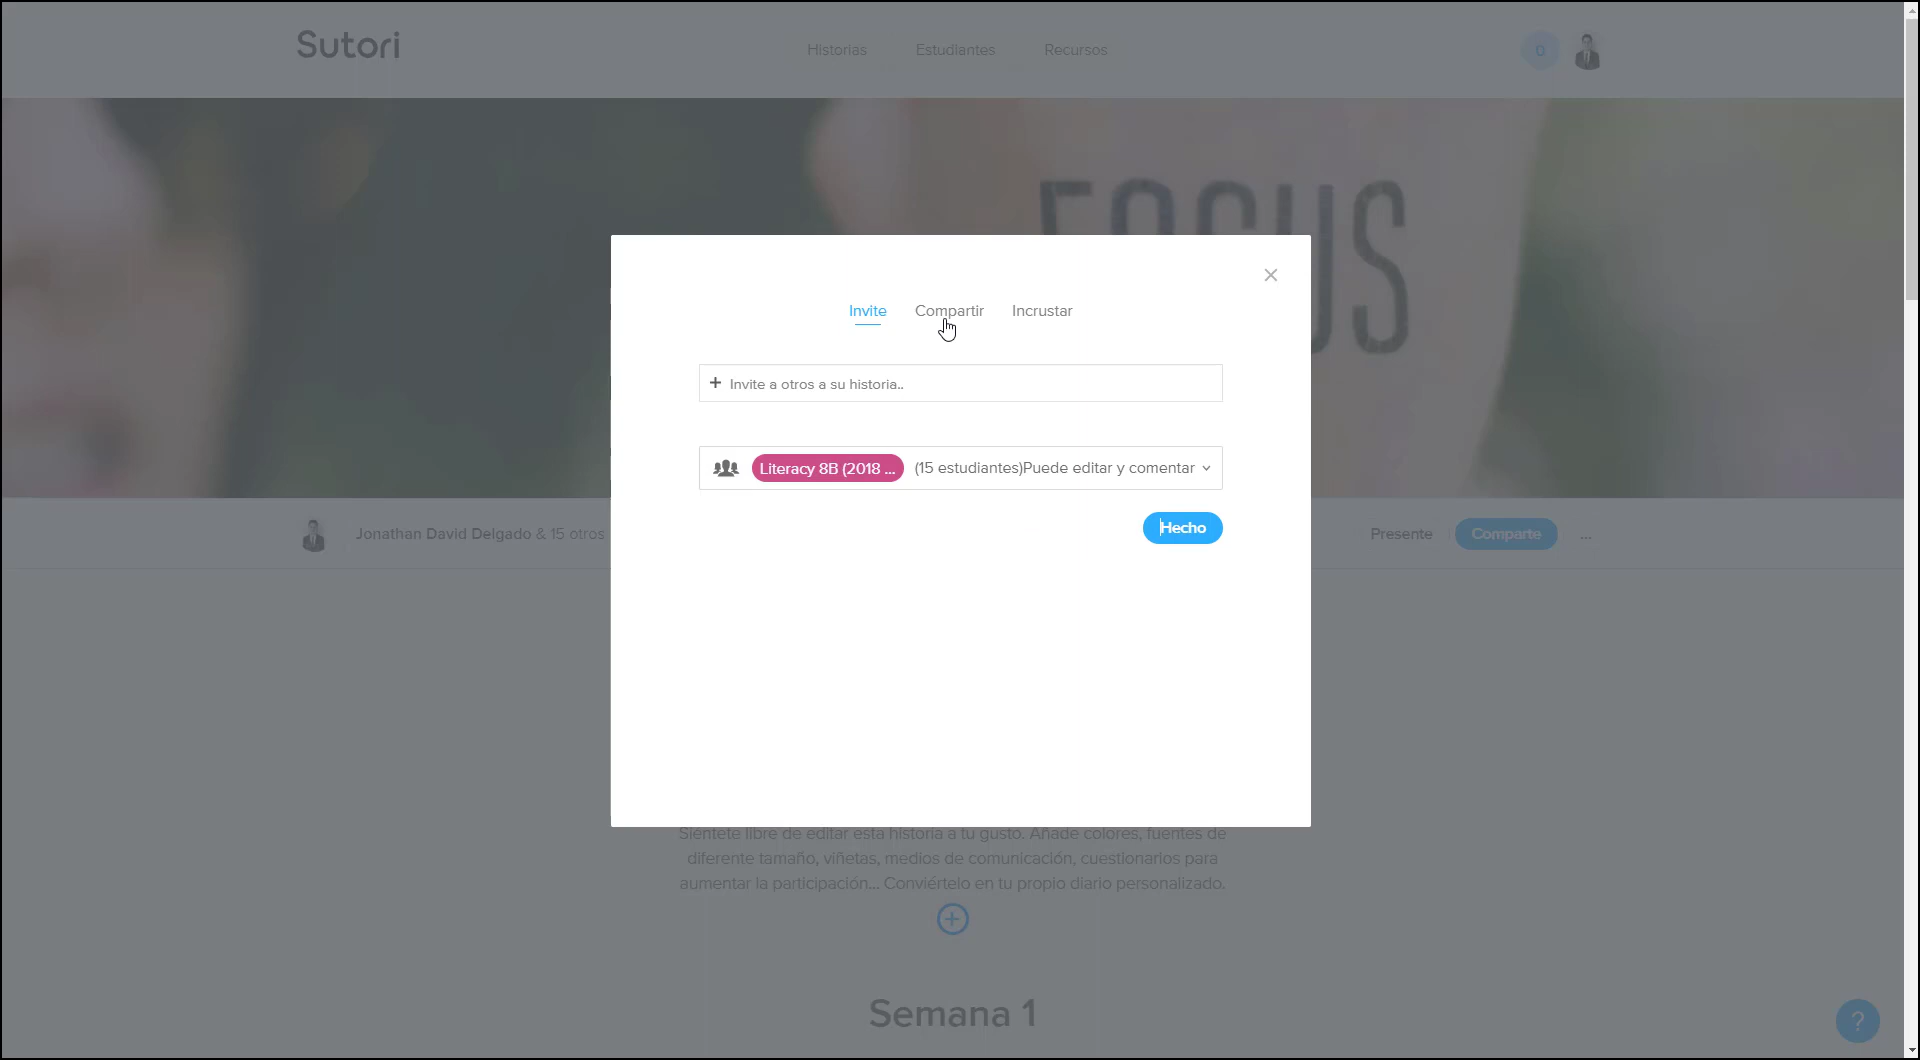 Sutori
Historias
Estudiantes
Recursos
0
FOCUS
Invite
Compartir
Incrustar
+ Invite a otros a su historia..
Literacy 8B (2018 ... (15 estudiantes)Puede editar y comentar
Hecho
Jonathan David Delgado & 15 otros
Presente
Comparte
...
Siéntete libre de editar esta historia a tu gusto. Añade colores, fuentes de
diferente tamaño, viñetas, medios de comunicación, cuestionarios para
aumentar la participación... Conviértelo en tu propio diario personalizado.
Semana 1
?